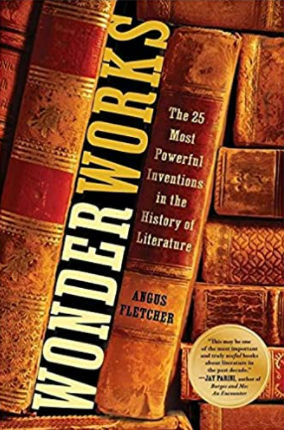 WONDERWORKS
The 25
Most
Powerful
Inventions
in the
History of
Literature
ANGUS
FLETCHER
"This may be one
of the most important
and truly useful books
about literature in
the past decade."
—JAY PARINI, author of
Borges and Me:
An Encounter